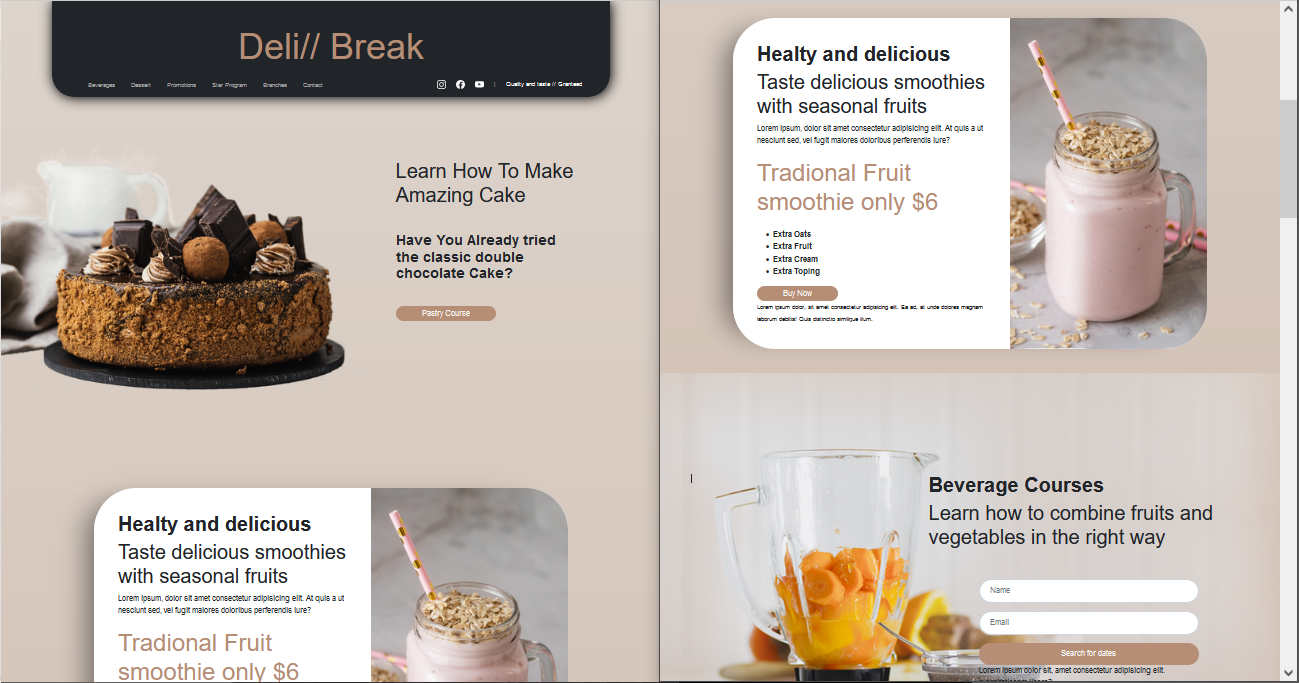 Deli// Break
Beverages Dessert Promotions Star Program Branches Contact | Quality and taste // Granteed
Learn How To Make
Amazing Cake
Have You Already tried
the classic double
chocolate Cake?
Pastry Course
Healty and delicious
Taste delicious smoothies
with seasonal fruits
Lorem ipsum, dolor sit amet consectetur adipisicing elit. At quis a ut
nesciunt sed, vel fugit maiores doloribus perferendis iure?
Tradional Fruit
smoothie only $6
Healty and delicious
Taste delicious smoothies
with seasonal fruits
Lorem ipsum, dolor sit amet consectetur adipisicing elit. At quis a ut
nesciunt sed, vel fugit maiores doloribus perferendis iure?
Tradional Fruit
smoothie only $6
• Extra Oats
• Extra Fruit
• Extra Cream
• Extra Toping
Buy Now
Lorem ipsum dolor, sit amet consectetur adipisicing elit. Ea ad, at unde dolores magnam
laborum debitis! Quis distinctio similique illum.
Beverage Courses
Learn how to combine fruits and
vegetables in the right way
Name
Email
Search for dates
Lorem ipsum dolor sit, amet consectetur adipisicing elit.